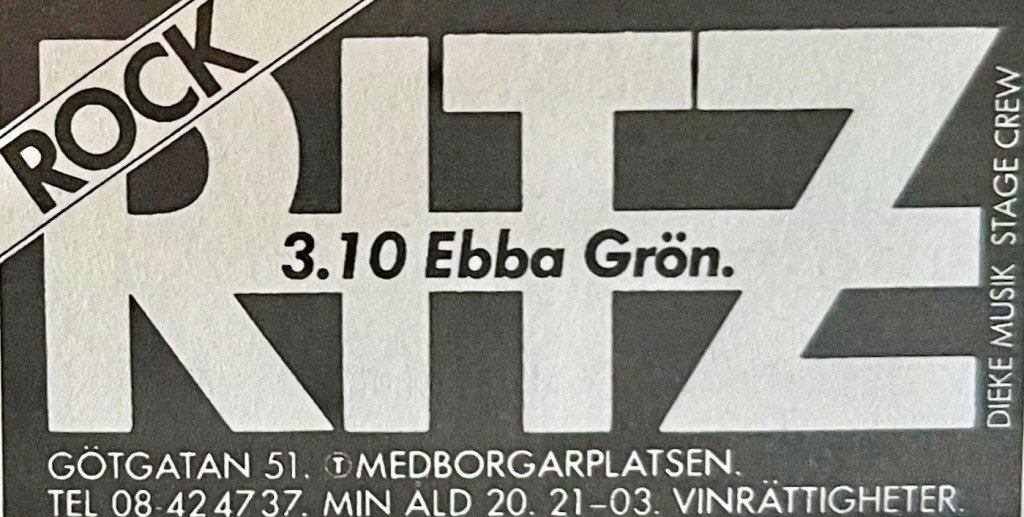 ROCK
RITZ
3.10 Ebba Grön.
DIEKE MUSIK STAGE CREW
GÖTGATAN 51. Ⓣ MEDBORGARPLATSEN.
TEL 08-42 47 37. MIN ÅLD 20. 21–03. VINRÄTTIGHETER.